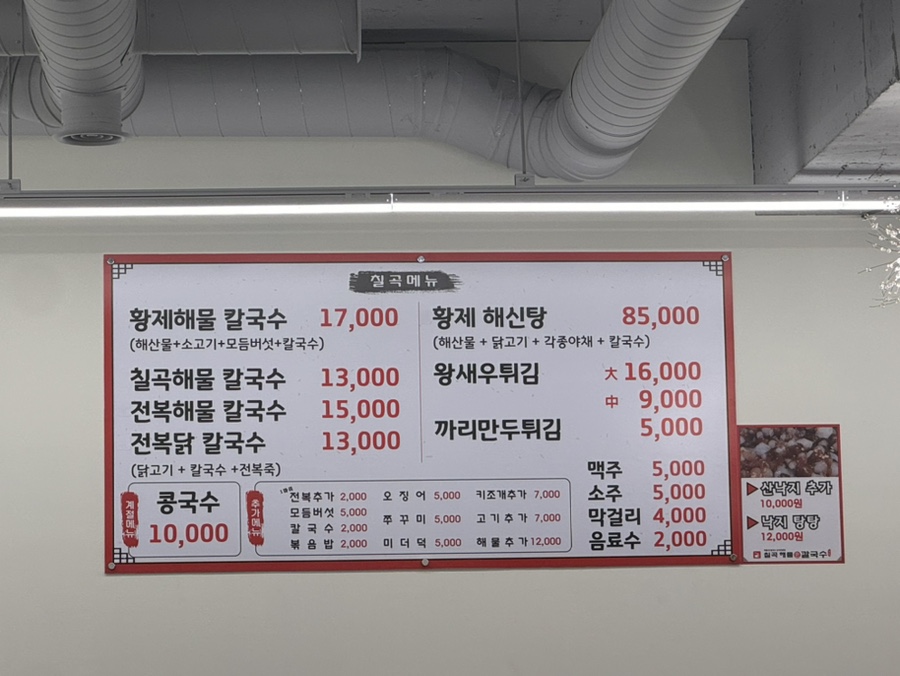 칠곡메뉴
황제해물 칼국수 17,000
(해산물+소고기+모듬버섯+칼국수)
칠곡해물 칼국수 13,000
전복해물 칼국수 15,000
전복닭 칼국수 13,000
(닭고기 + 칼국수 +전복죽)
황제 해신탕 85,000
(해산물 + 닭고기 + 각종야채 + 칼국수)
왕새우튀김 大 16,000
中 9,000
까리만두튀김 5,000
맥주 5,000
소주 5,000
막걸리 4,000
음료수 2,000
계절메뉴
콩국수
10,000
추가메뉴
전복추가 2,000
모듬버섯 5,000
칼국수 2,000
볶음밥 2,000
오징어 5,000
쭈꾸미 5,000
미더덕 5,000
키조개추가 7,000
고기추가 7,000
해물추가 12,000
▶산낙지 추가
10,000원
▶낙지 탕탕
12,000원
칠곡해물 칼국수